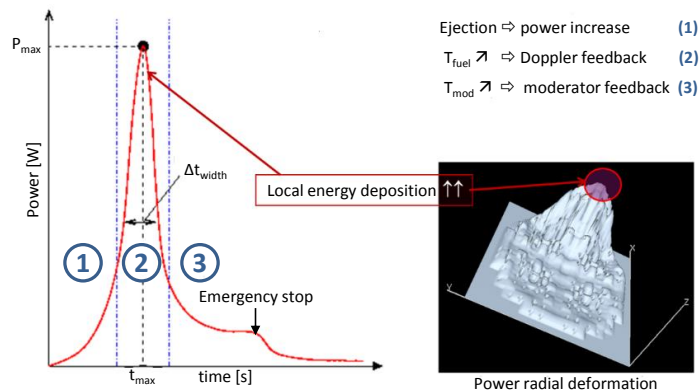 P_max
Ejection ⇨ power increase (1)
T_fuel ↗ ⇨ Doppler feedback (2)
T_mod ↗ ⇨ moderator feedback (3)
Power [W]
Δt_width
Local energy deposition ↑↑
1 2 3
Emergency stop
X
Y
Z
t_max time [s]
Power radial deformation